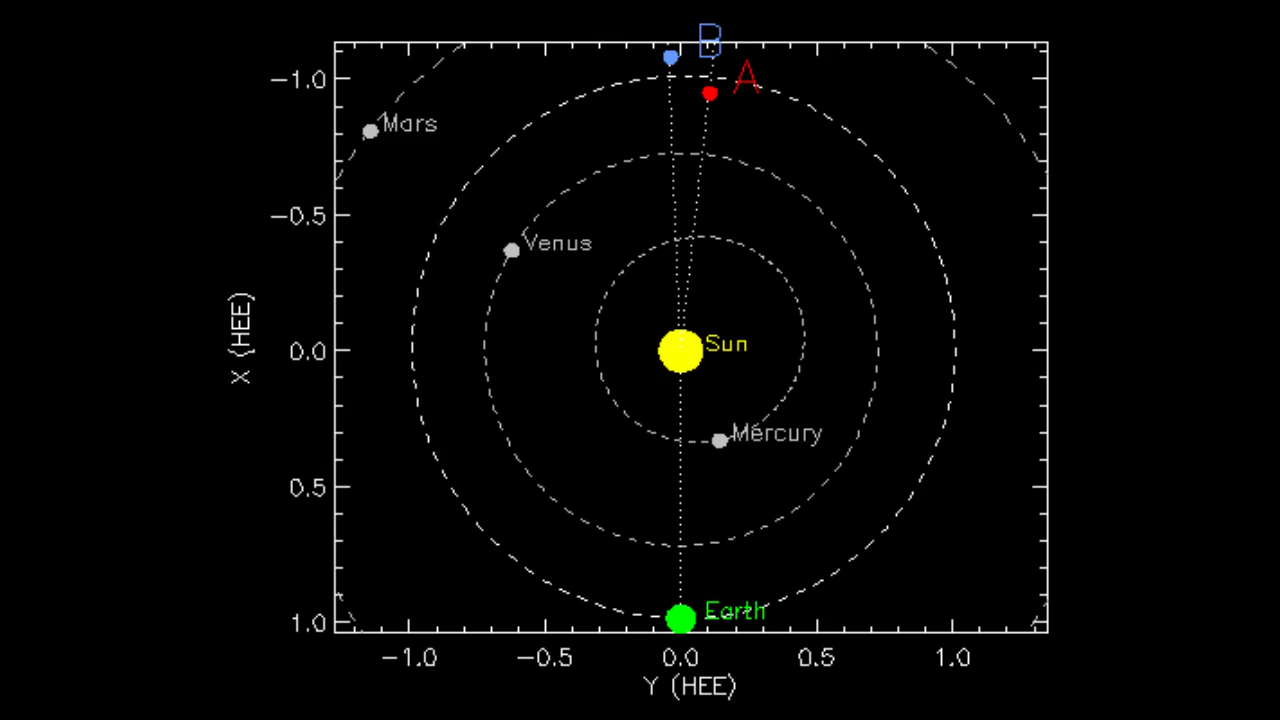 B
A
−1.0
Mars
−0.5
Venus
X (HEE)
0.0
Sun
Mercury
0.5
Earth
1.0
−1.0 −0.5 0.0 0.5 1.0
Y (HEE)